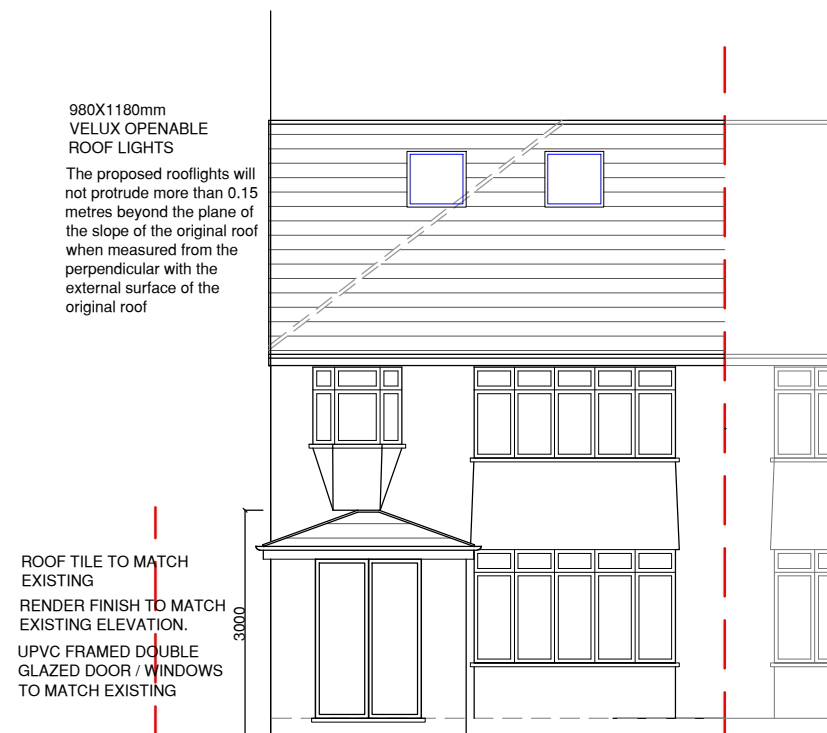 980X1180mm
VELUX OPENABLE
ROOF LIGHTS
The proposed rooflights will
not protrude more than 0.15
metres beyond the plane of
the slope of the original roof
when measured from the
perpendicular with the
external surface of the
original roof
ROOF TILE TO MATCH
EXISTING
RENDER FINISH TO MATCH
EXISTING ELEVATION.
UPVC FRAMED DOUBLE
GLAZED DOOR / WINDOWS
TO MATCH EXISTING
3000